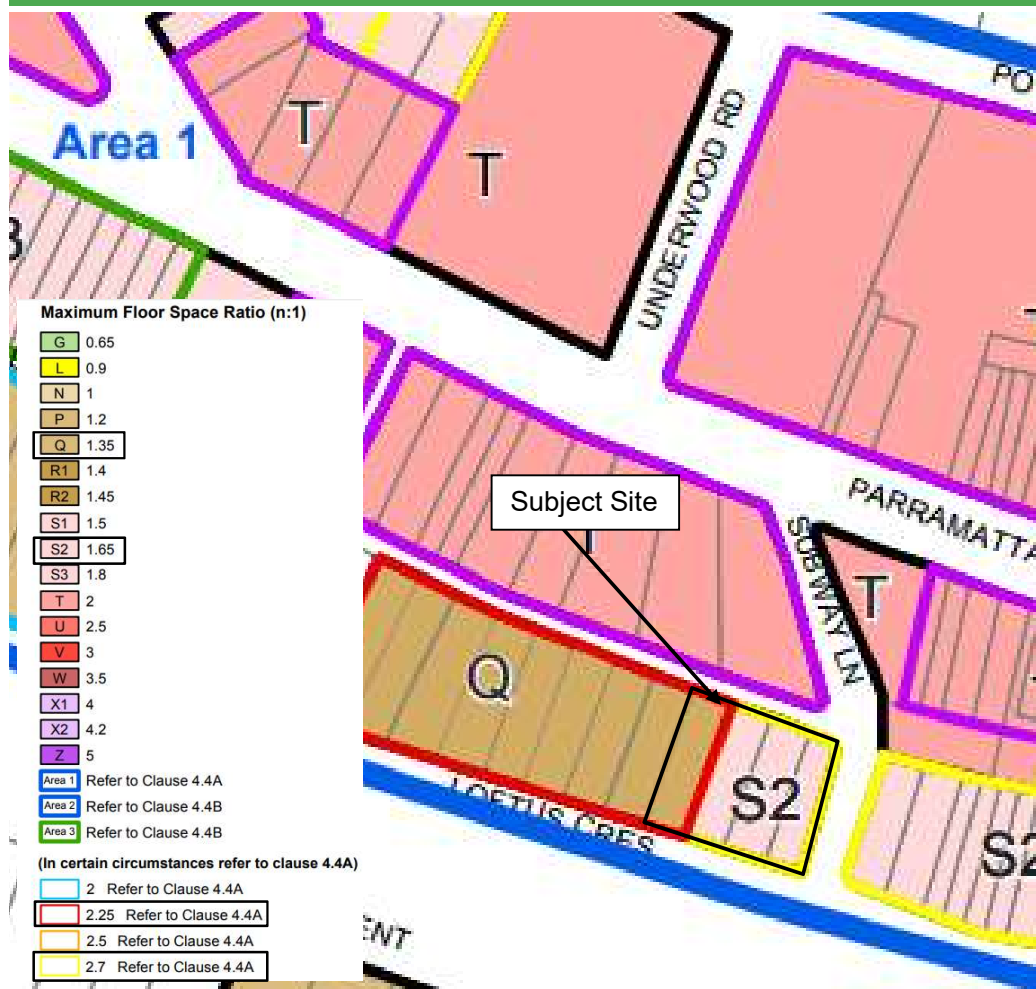 PO
Area 1
T
T
UNDERWOOD RD
Maximum Floor Space Ratio (n:1)
G 0.65
L 0.9
N 1
P 1.2
Q 1.35
R1 1.4
R2 1.45
S1 1.5
S2 1.65
S3 1.8
T 2
U 2.5
V 3
W 3.5
X1 4
X2 4.2
Z 5
Area 1 Refer to Clause 4.4A
Area 2 Refer to Clause 4.4B
Area 3 Refer to Clause 4.4B
(In certain circumstances refer to clause 4.4A)
2 Refer to Clause 4.4A
2.25 Refer to Clause 4.4A
2.5 Refer to Clause 4.4A
2.7 Refer to Clause 4.4A
Subject Site
PARRAMATTA
SUBWAY LN
T
Q
S2
S2
LOFTUS CRES
ENT